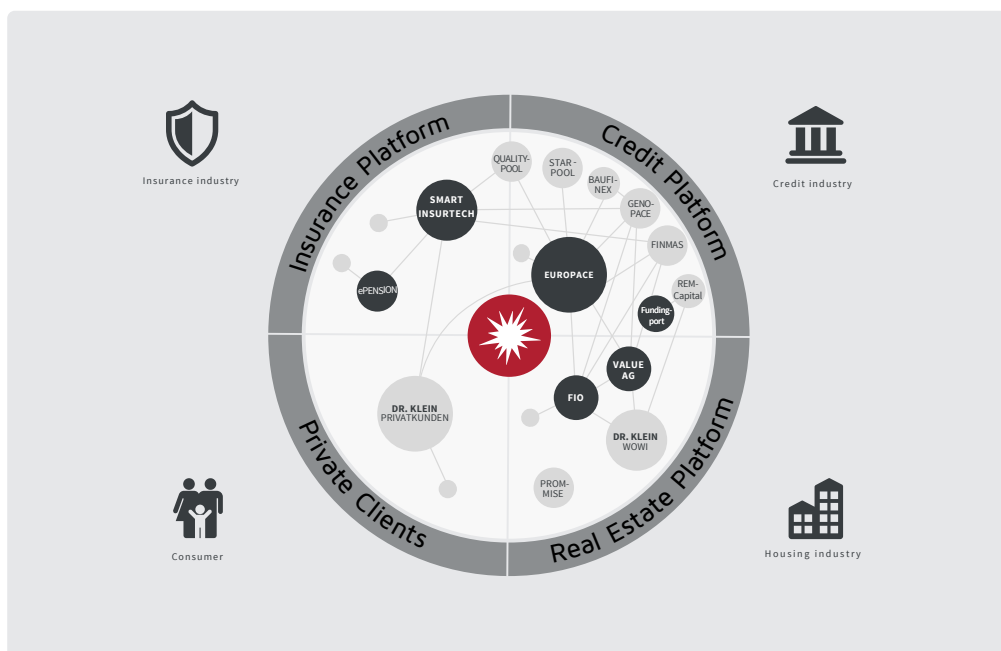 Insurance Platform
Credit Platform
Insurance industry
Credit industry
QUALITY-
POOL
STAR -
POOL
BAUFI-
NEX
GENO-
PACE
SMART
INSURTECH
FINMAS
EUROPACE
ePENSION
REM-
Capital
Funding-
port
VALUE
AG
FIO
DR. KLEIN
PRIVATKUNDEN
DR. KLEIN
WOWI
PROM-
MISE
Private Clients
Real Estate Platform
Consumer
Housing industry